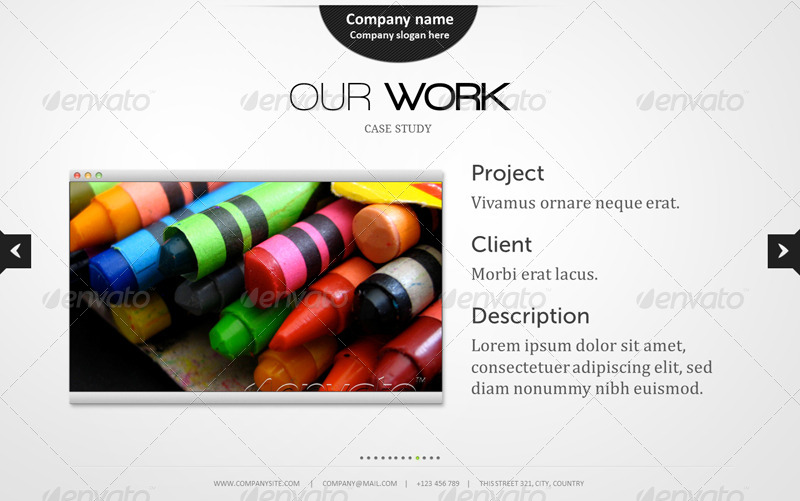 Company name
Company slogan here
OUR WORK
CASE STUDY
Project
Vivamus ornare neque erat.
Client
Morbi erat lacus.
Description
Lorem ipsum dolor sit amet,
consectetuer adipiscing elit, sed
diam nonummy nibh euismod.
WWW.COMPANYSITE.COM | COMPANY@MAIL.COM | +123 456 789 | THIS STREET 321, CITY, COUNTRY
envato
envato
envato
envato
envato
envato
envato
envato
envato™
envato
envato
envato
envato